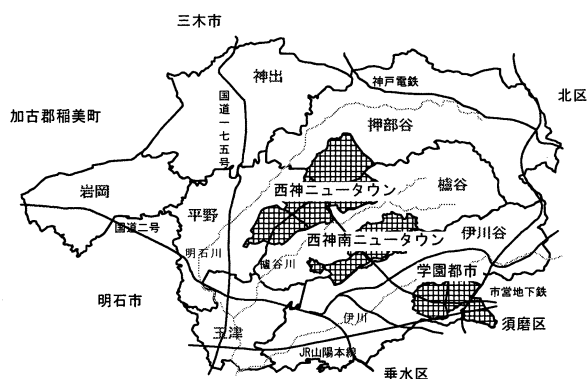 三木市
神出
神戸電鉄
北区
国道一七五号
加古郡稲美町
押部谷
岩岡
西神ニュータウン
櫨谷
平野
国道二号
西神南ニュータウン
伊川谷
明石川
櫨谷川
学園都市
明石市
市営地下鉄
伊川
須磨区
玉津
JR山陽本線
垂水区